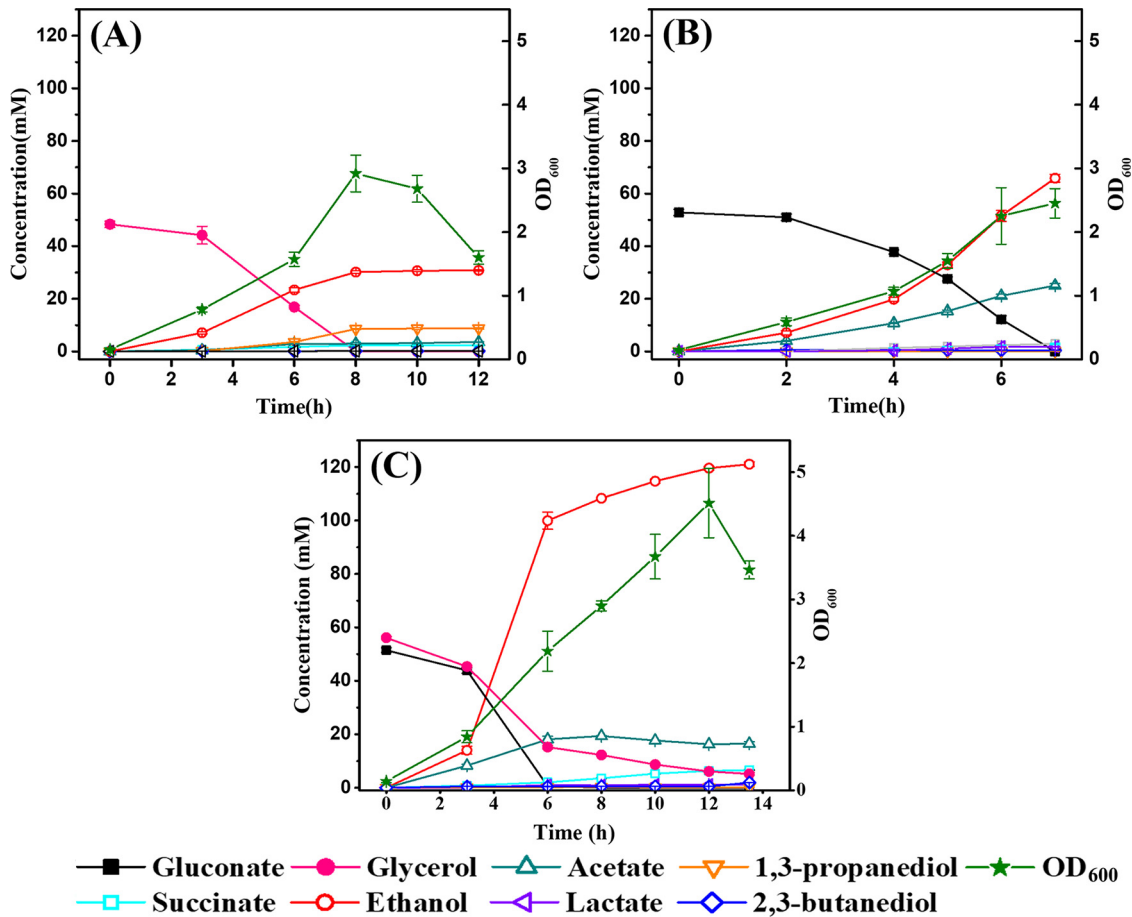 (A)
Concentration(mM)
120
100
80
60
40
20
0
5
4
3
2
1
0
OD600
0 2 4 6 8 10 12
Time(h)
(B)
Concentration(mM)
120
100
80
60
40
20
0
5
4
3
2
1
0
OD600
0 2 4 6
Time(h)
(C)
Concentration (mM)
120
100
80
60
40
20
0
5
4
3
2
1
0
OD600
0 2 4 6 8 10 12 14
Time (h)
Gluconate Glycerol Acetate 1,3-propanediol OD600
Succinate Ethanol Lactate 2,3-butanediol